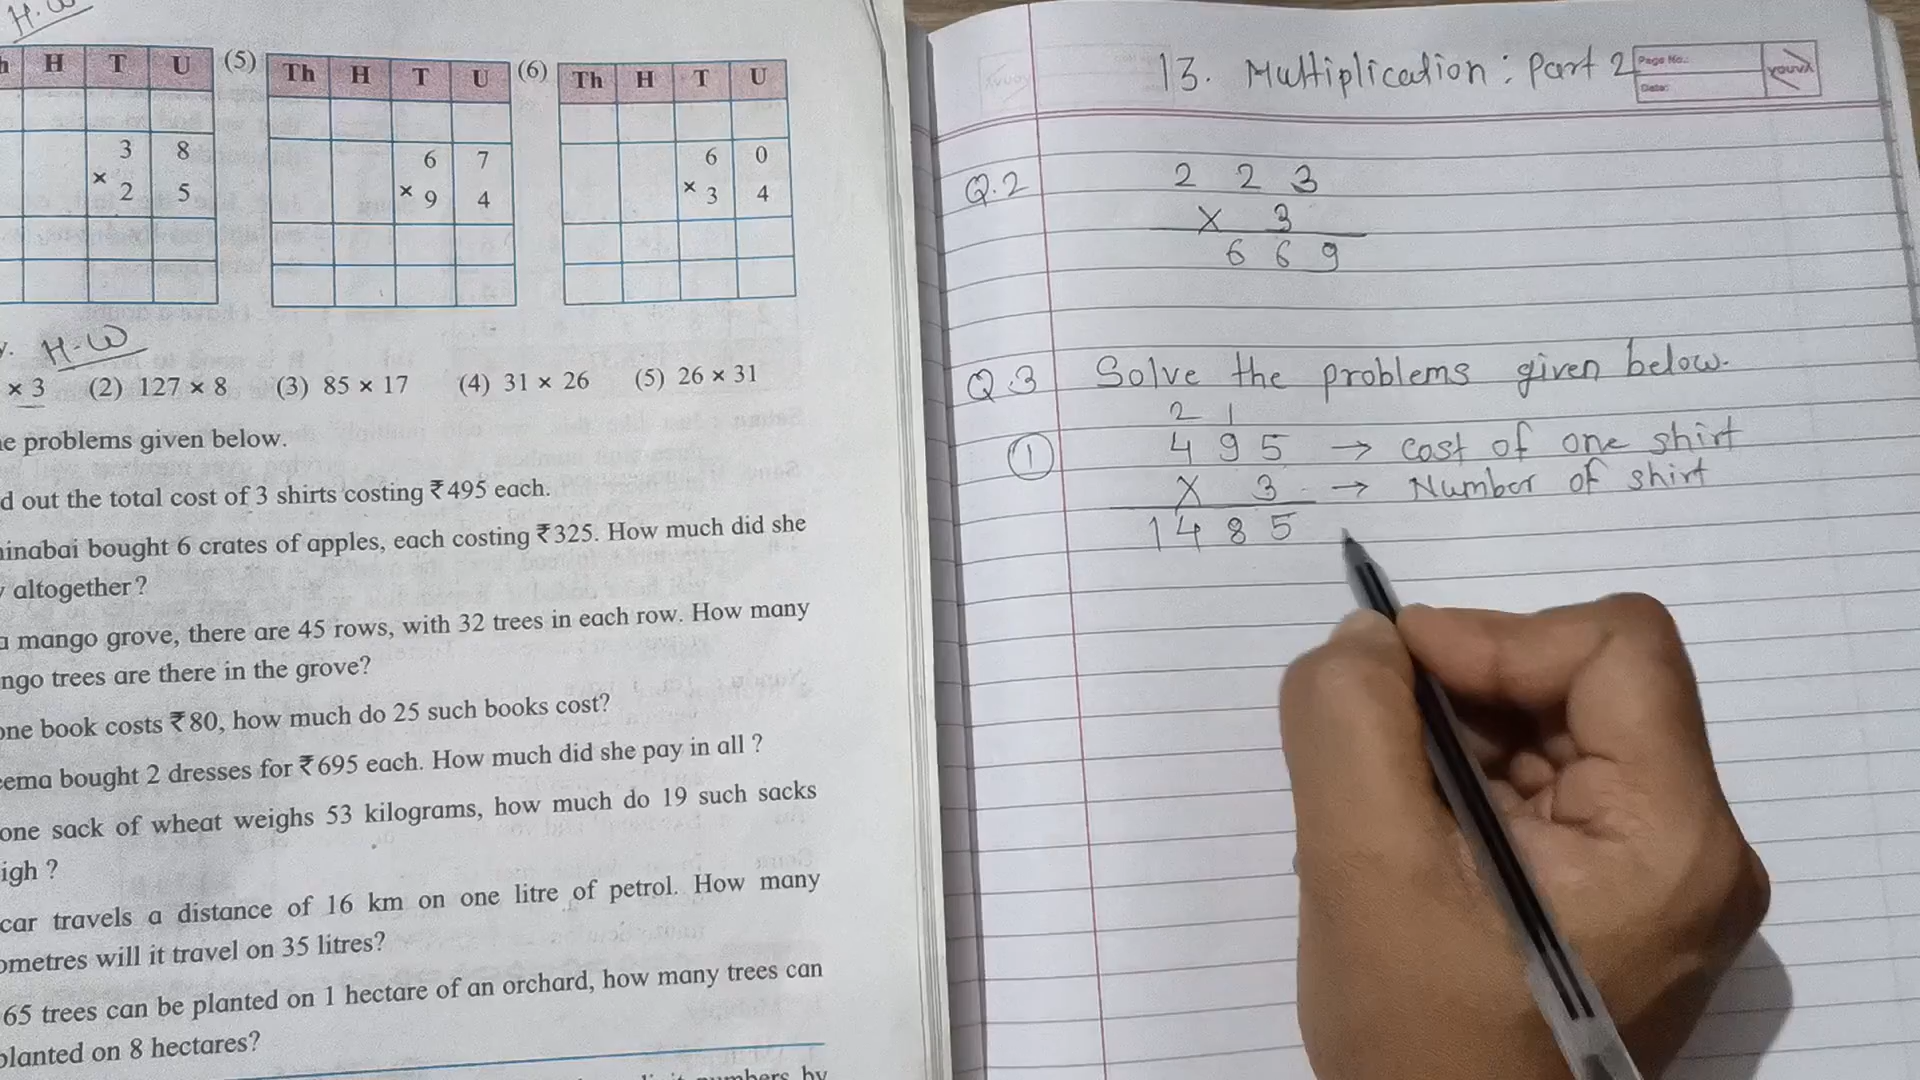 H.W
H T U (5) Th H T U (6) Th H T U
3 8
× 2 5
6 7
× 9 4
6 0
× 3 4
H.W
× 3 (2) 127 × 8 (3) 85 × 17 (4) 31 × 26 (5) 26 × 31
problems given below.
out the total cost of 3 shirts costing ₹495 each.
bought 6 crates of apples, each costing ₹325. How much did she
altogether?
mango grove, there are 45 rows, with 32 trees in each row. How many
trees are there in the grove?
one book costs ₹80, how much do 25 such books cost?
bought 2 dresses for ₹695 each. How much did she pay in all ?
one sack of wheat weighs 53 kilograms, how much do 19 such sacks
car travels a distance of 16 km on one litre of petrol. How many
will it travel on 35 litres?
65 trees can be planted on 1 hectare of an orchard, how many trees can
planted on 8 hectares?
by
13. Multiplication : Part 2
Page No.:
Date:
YOUVA
Q.2 2 2 3
X 3
6 6 9
Q.3 Solve the problems given below.
2 1
① 4 9 5 → cost of one shirt
X 3 → Number of shirt
1 4 8 5